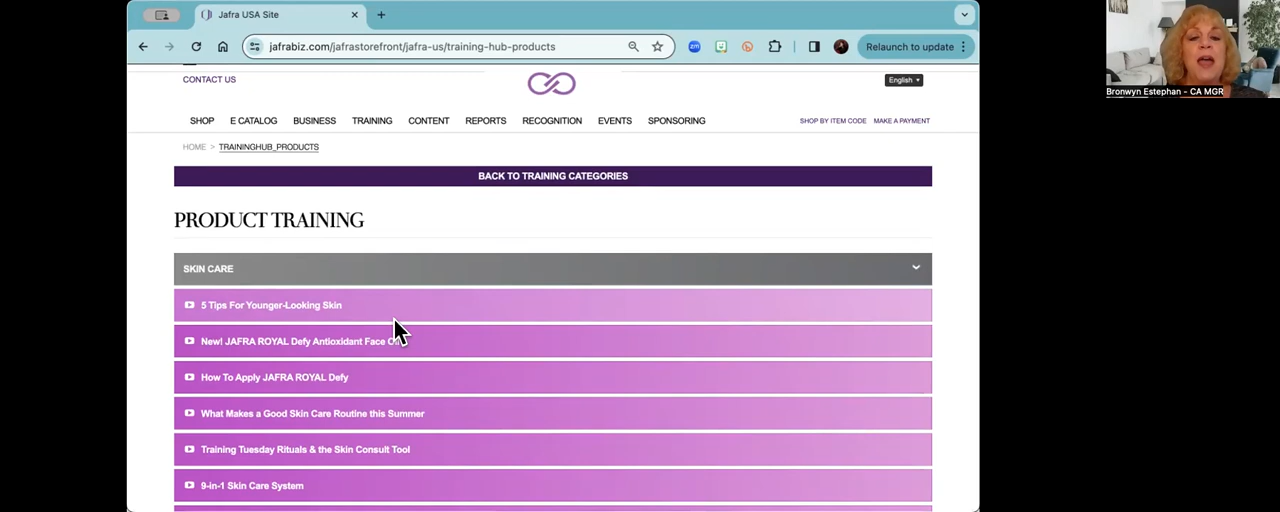 Jafra USA Site
jafrabiz.com/jafrastorefront/jafra-us/training-hub-products
zm
Relaunch to update
Bronwyn Estephan - CA MGR
CONTACT US
English
SHOP E CATALOG BUSINESS TRAINING CONTENT REPORTS RECOGNITION EVENTS SPONSORING SHOP BY ITEM CODE MAKE A PAYMENT
HOME > TRAININGHUB_PRODUCTS
BACK TO TRAINING CATEGORIES
PRODUCT TRAINING
SKIN CARE
5 Tips For Younger-Looking Skin
New! JAFRA ROYAL Defy Antioxidant Face
How To Apply JAFRA ROYAL Defy
What Makes a Good Skin Care Routine this Summer
Training Tuesday Rituals & the Skin Consult Tool
9-in-1 Skin Care System